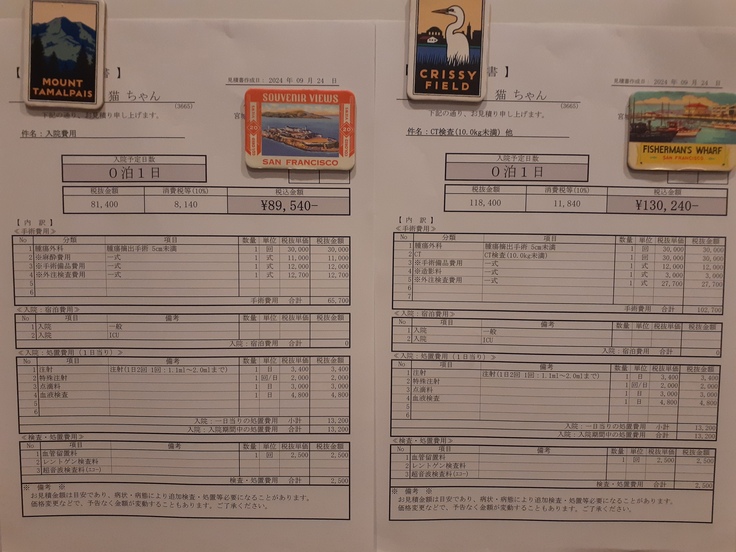 【
書 】
見積書作成日： 2024 年 09 月 24 日
MOUNT
TAMALPAIS
猫 ちゃん
(3665)
下記の通り、お見積り申し上げます。
SOUVENIR VIEWS
SAN FRANCISCO
件名：入院費用
入院予定日数
0泊1日
税抜金額 消費税等(10%) 税込金額
81,400 8,140 ¥89,540-
【 内 訳 】
＜手術費用＞
No 分類 項目 数量 単位 税抜単価 税抜金額
1 腫瘍外科 腫瘍摘出手術 5cm未満 1 回 30,000 30,000
2 ※麻酔費用 一式 1 式 11,000 11,000
3 ※手術備品費用 一式 1 式 12,000 12,000
4 ※外注検査費用 一式 1 式 12,700 12,700
5
6
手術費用 合計 65,700
＜入院：宿泊費用＞
No 項目 備考 数量 単位 税抜単価 税抜金額
1 入院 一般
2 入院 ICU
入院：宿泊費用 合計 0
＜入院：処置費用（1日当り）＞
No 項目 備考 数量 単位 税抜単価 税抜金額
1 注射 注射(1日2回 1回：1.1ml～2.0mlまで) 1 日 3,400 3,400
2 特殊注射 1 回/日 2,000 2,000
3 点滴料 1 日 3,000 3,000
4 血液検査 1 日 4,800 4,800
5
6
入院：一日当りの処置費用 小計 13,200
入院：入院期間中の処置費用 合計 13,200
＜検査・処置費用＞
No 項目 備考 数量 単位 税抜単価 税抜金額
1 血管留置料 1 回 2,500 2,500
2 レントゲン検査料
3 超音波検査料(エコー)
検査・処置費用 合計 2,500
※ 備考 ※
お見積金額は目安であり、病状・病態により追加検査・処置等必要になることがあります。
価格変更などで、予告なく金額が変動することもあります。ご了承ください。
書 】
見積書作成日： 2024 年 09 月 24 日
CRISSY
FIELD
猫 ちゃん
(3665)
下記の通り、お見積り申し上げます。
FISHERMAN'S WHARF
SAN FRANCISCO
件名：CT検査(10.0kg未満) 他
入院予定日数
0泊1日
税抜金額 消費税等(10%) 税込金額
118,400 11,840 ¥130,240-
【 内 訳 】
＜手術費用＞
No 分類 項目 数量 単位 税抜単価 税抜金額
1 腫瘍外科 腫瘍摘出手術 5cm未満 1 回 30,000 30,000
2 CT CT検査(10.0kg未満) 1 回 30,000 30,000
3 ※手術備品費用 一式 1 式 12,000 12,000
4 ※造影料 一式 1 式 3,000 3,000
5 ※外注検査費用 一式 1 式 27,700 27,700
6
7
手術費用 合計 102,700
＜入院：宿泊費用＞
No 項目 備考 数量 単位 税抜単価 税抜金額
1 入院 一般
2 入院 ICU
入院：宿泊費用 合計 0
＜入院：処置費用（1日当り）＞
No 項目 備考 数量 単位 税抜単価 税抜金額
1 注射 注射(1日2回 1回：1.1ml～2.0mlまで) 1 日 3,400 3,400
2 特殊注射 1 回/日 2,000 2,000
3 点滴料 1 日 3,000 3,000
4 血液検査 1 日 4,800 4,800
5
6
入院：一日当りの処置費用 小計 13,200
入院：入院期間中の処置費用 合計 13,200
＜検査・処置費用＞
No 項目 備考 数量 単位 税抜単価 税抜金額
1 血管留置料 1 回 2,500 2,500
2 レントゲン検査料
3 超音波検査料(エコー)
検査・処置費用 合計 2,500
※ 備考 ※
お見積金額は目安であり、病状・病態により追加検査・処置等必要になることがあります。
価格変更などで、予告なく金額が変動することもあります。ご了承ください。